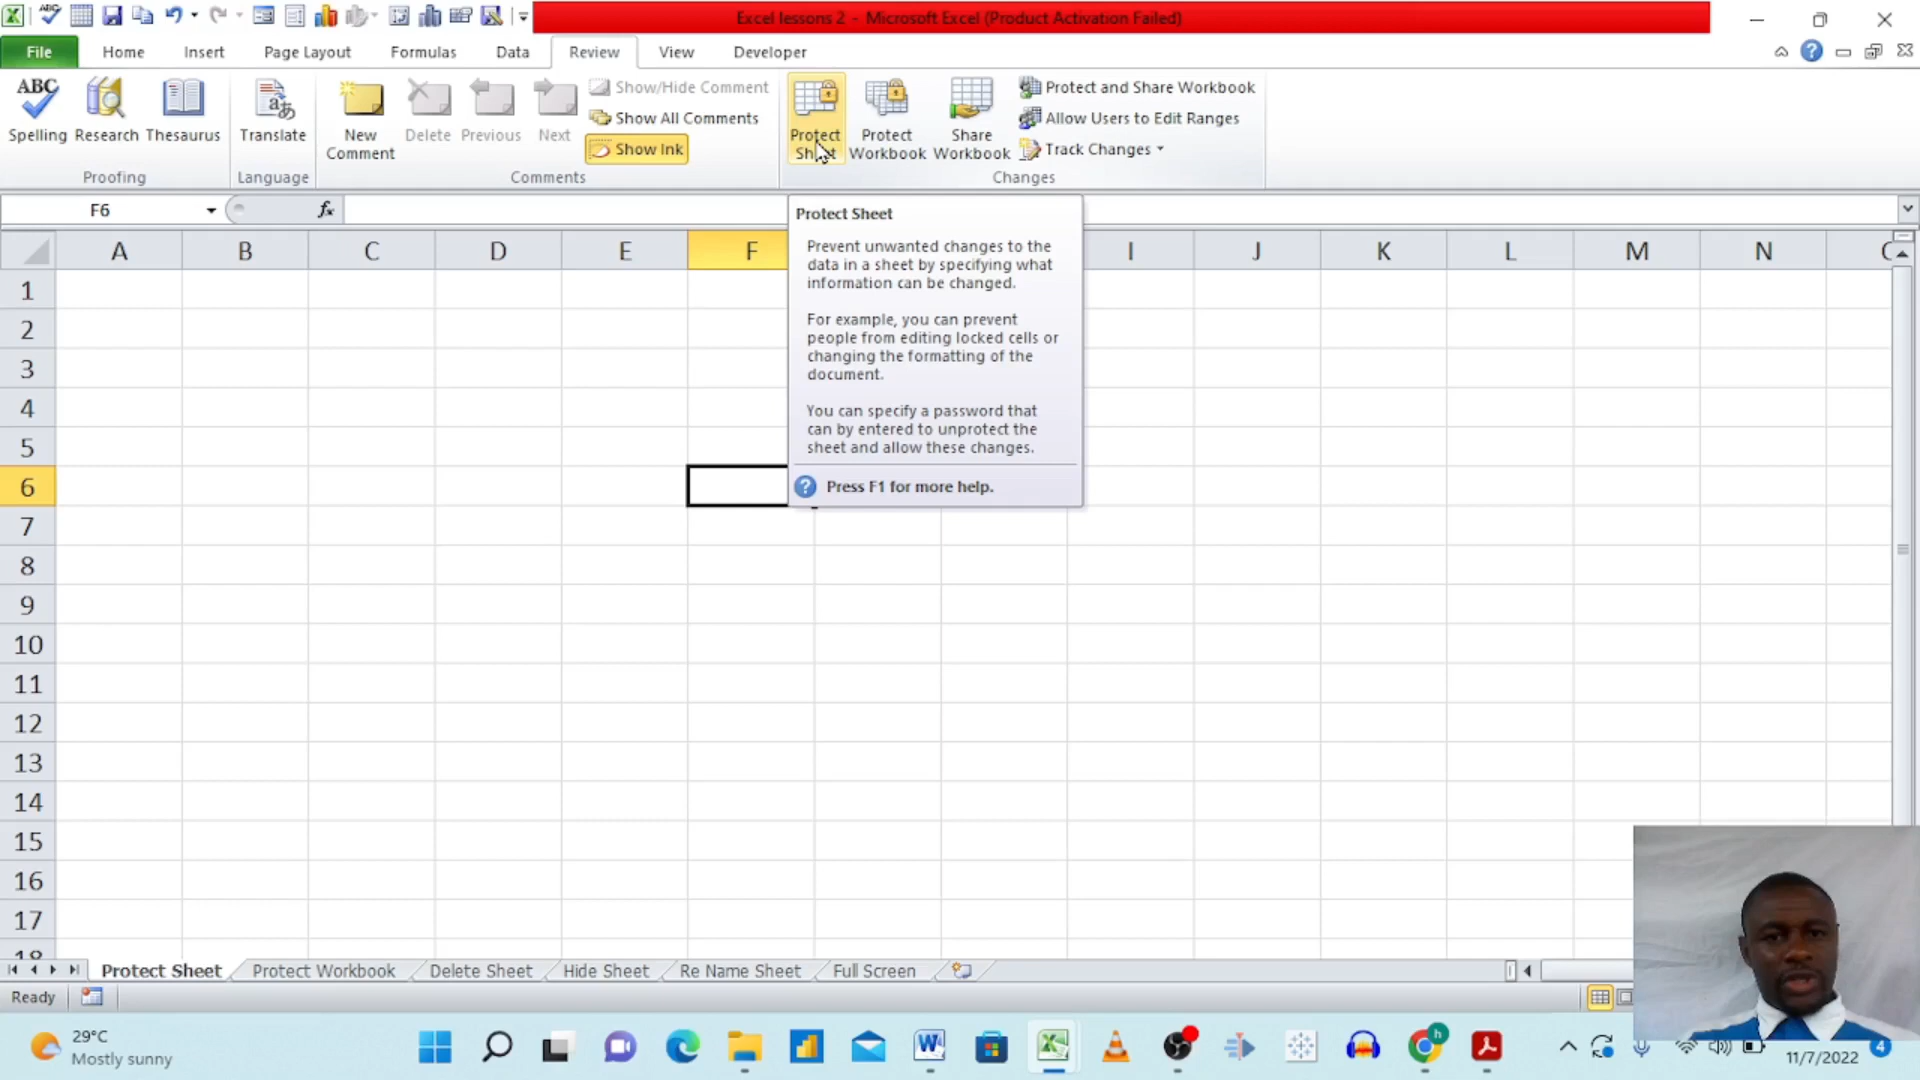 Excel lessons 2 - Microsoft Excel (Product Activation Failed)
File Home Insert Page Layout Formulas Data Review View Developer
ABC
Spelling Research Thesaurus
Proofing
Translate
Language
New Comment
Delete
Previous
Next
Show/Hide Comment
Show All Comments
Show Ink
Comments
Protect Sheet
Protect Workbook
Share Workbook
Protect and Share Workbook
Allow Users to Edit Ranges
Track Changes
Changes
F6
fx
A B C D E F I J K L M N
1
2
3
4
5
6
7
8
9
10
11
12
13
14
15
16
17
18
Protect Sheet
Prevent unwanted changes to the
data in a sheet by specifying what
information can be changed.
For example, you can prevent
people from editing locked cells or
changing the formatting of the
document.
You can specify a password that
can by entered to unprotect the
sheet and allow these changes.
Press F1 for more help.
Protect Sheet Protect Workbook Delete Sheet Hide Sheet Re Name Sheet Full Screen
Ready
29°C
Mostly sunny
h
11/7/2022
4